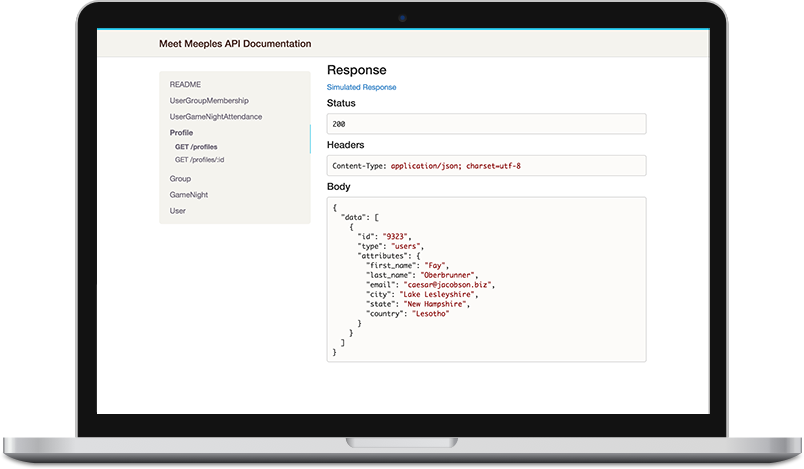 Meet Meeples API Documentation
README
UserGroupMembership
UserGameNightAttendance
Profile
GET /profiles
GET /profiles/:id
Group
GameNight
User
Response
Simulated Response
Status
200
Headers
Content-Type: application/json; charset=utf-8
Body
{
  "data": [
    {
      "id": "9323",
      "type": "users",
      "attributes": {
        "first_name": "Fay",
        "last_name": "Oberbrunner",
        "email": "caesar@jacobson.biz",
        "city": "Lake Lesleyshire",
        "state": "New Hampshire",
        "country": "Lesotho"
      }
    }
  ]
}